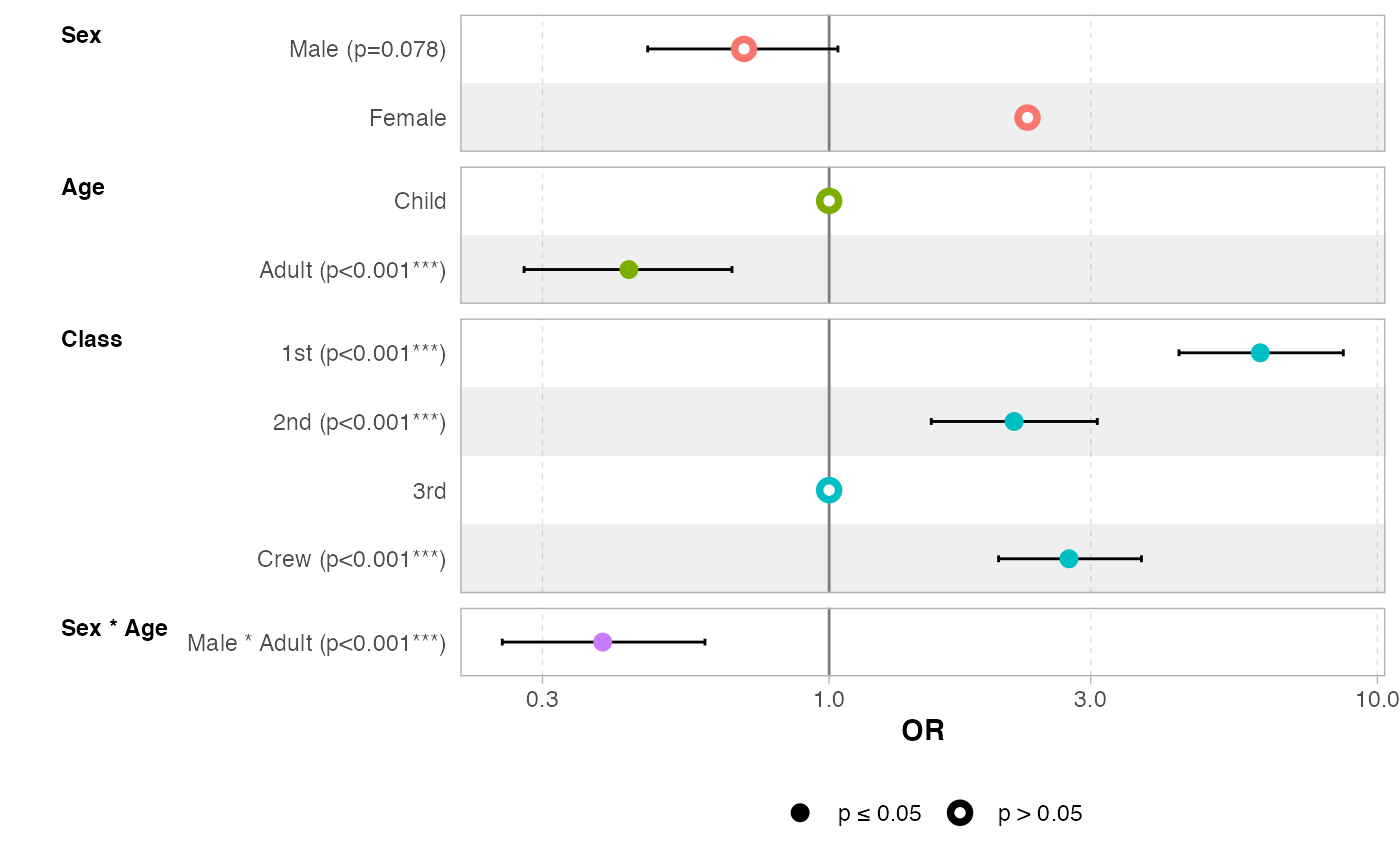 Sex
Male (p=0.078)
Female
Age
Child
Adult (p<0.001***)
Class
1st (p<0.001***)
2nd (p<0.001***)
3rd
Crew (p<0.001***)
Sex * Age
Male * Adult (p<0.001***)
0.3 1.0 3.0 10.0
OR
p ≤ 0.05 p > 0.05